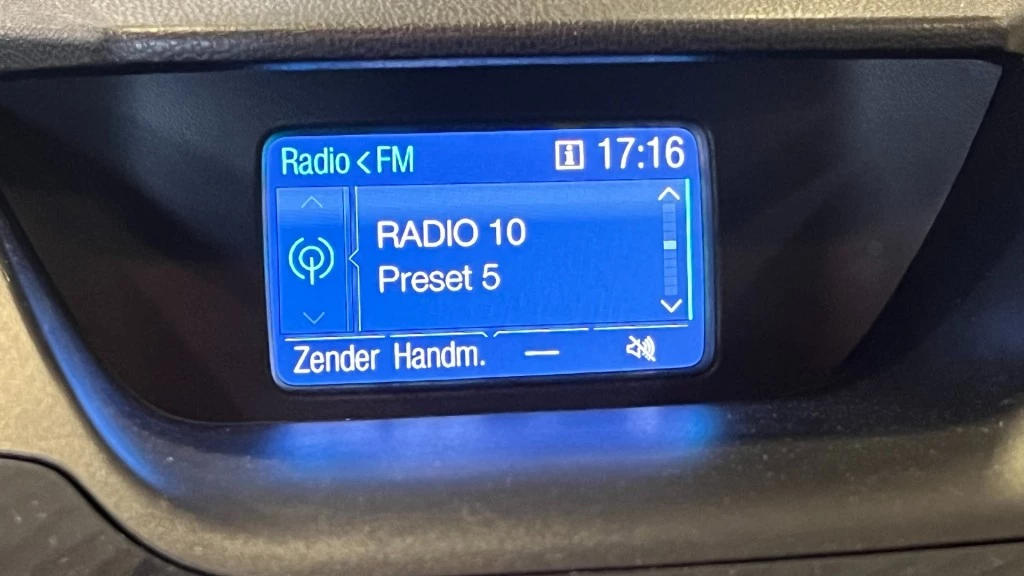 Radio < FM
i 17:16
RADIO 10
Preset 5
Zender Handm. —